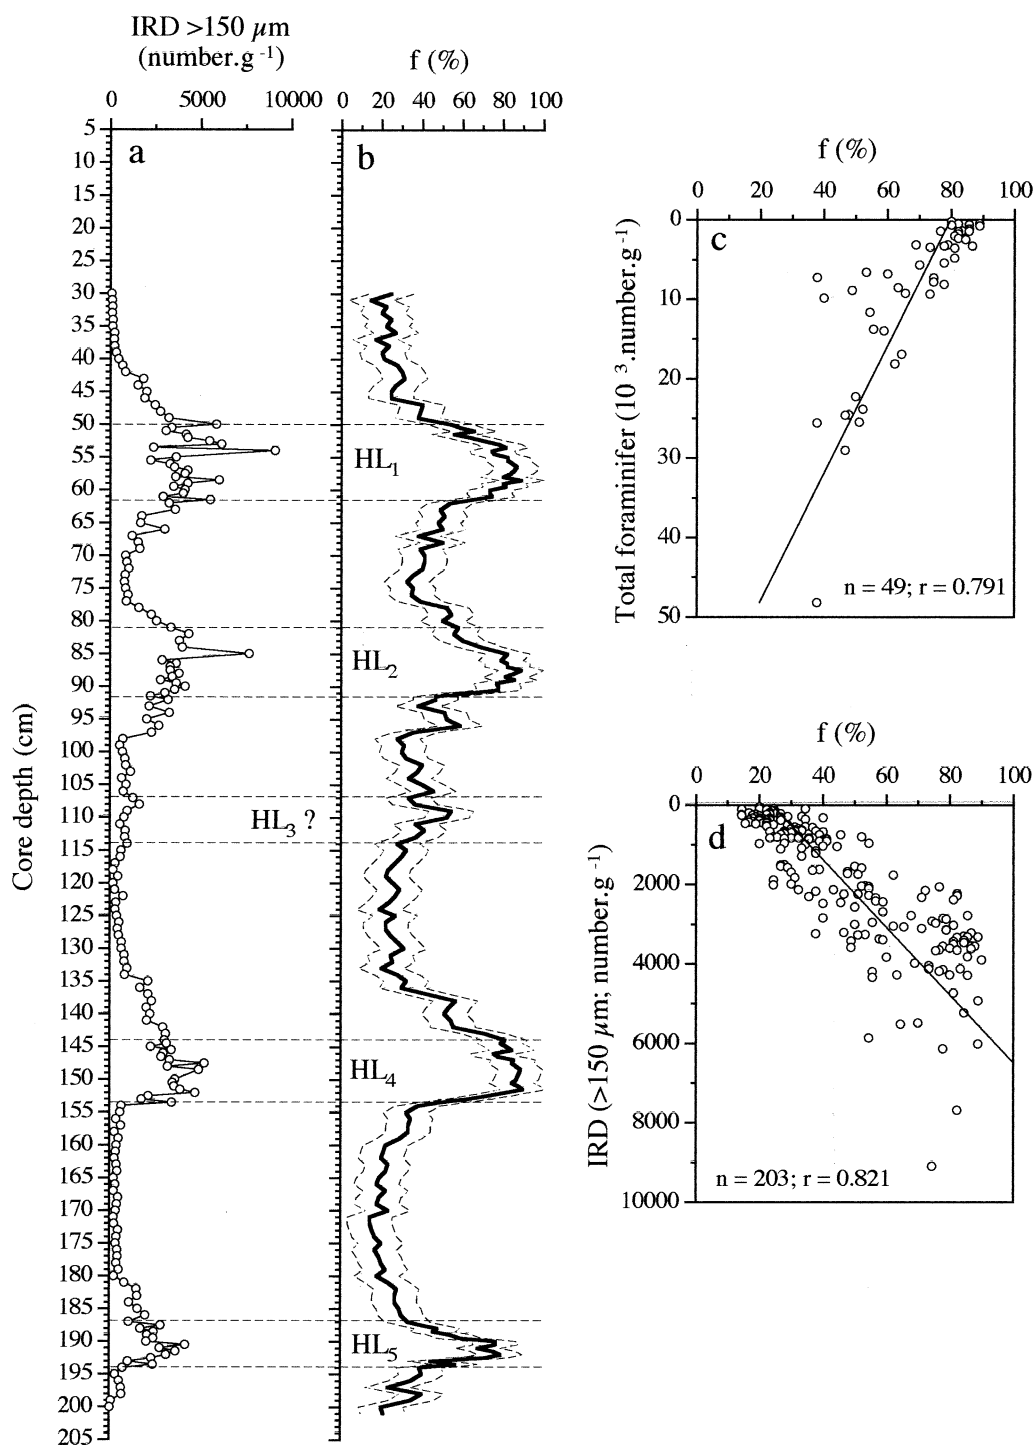 IRD >150 µm
(number.g⁻¹)
f (%)
0 5000 10000
0 20 40 60 80 100
a
b
Core depth (cm)
5
10
15
20
25
30
35
40
45
50
55
60
65
70
75
80
85
90
95
100
105
110
115
120
125
130
135
140
145
150
155
160
165
170
175
180
185
190
195
200
205
HL₁
HL₂
HL₃ ?
HL₄
HL₅
f (%)
0 20 40 60 80 100
c
Total foraminifer (10³.number.g⁻¹)
0
10
20
30
40
50
n = 49; r = 0.791
f (%)
0 20 40 60 80 100
d
IRD (>150 µm; number.g⁻¹)
0
2000
4000
6000
8000
10000
n = 203; r = 0.821